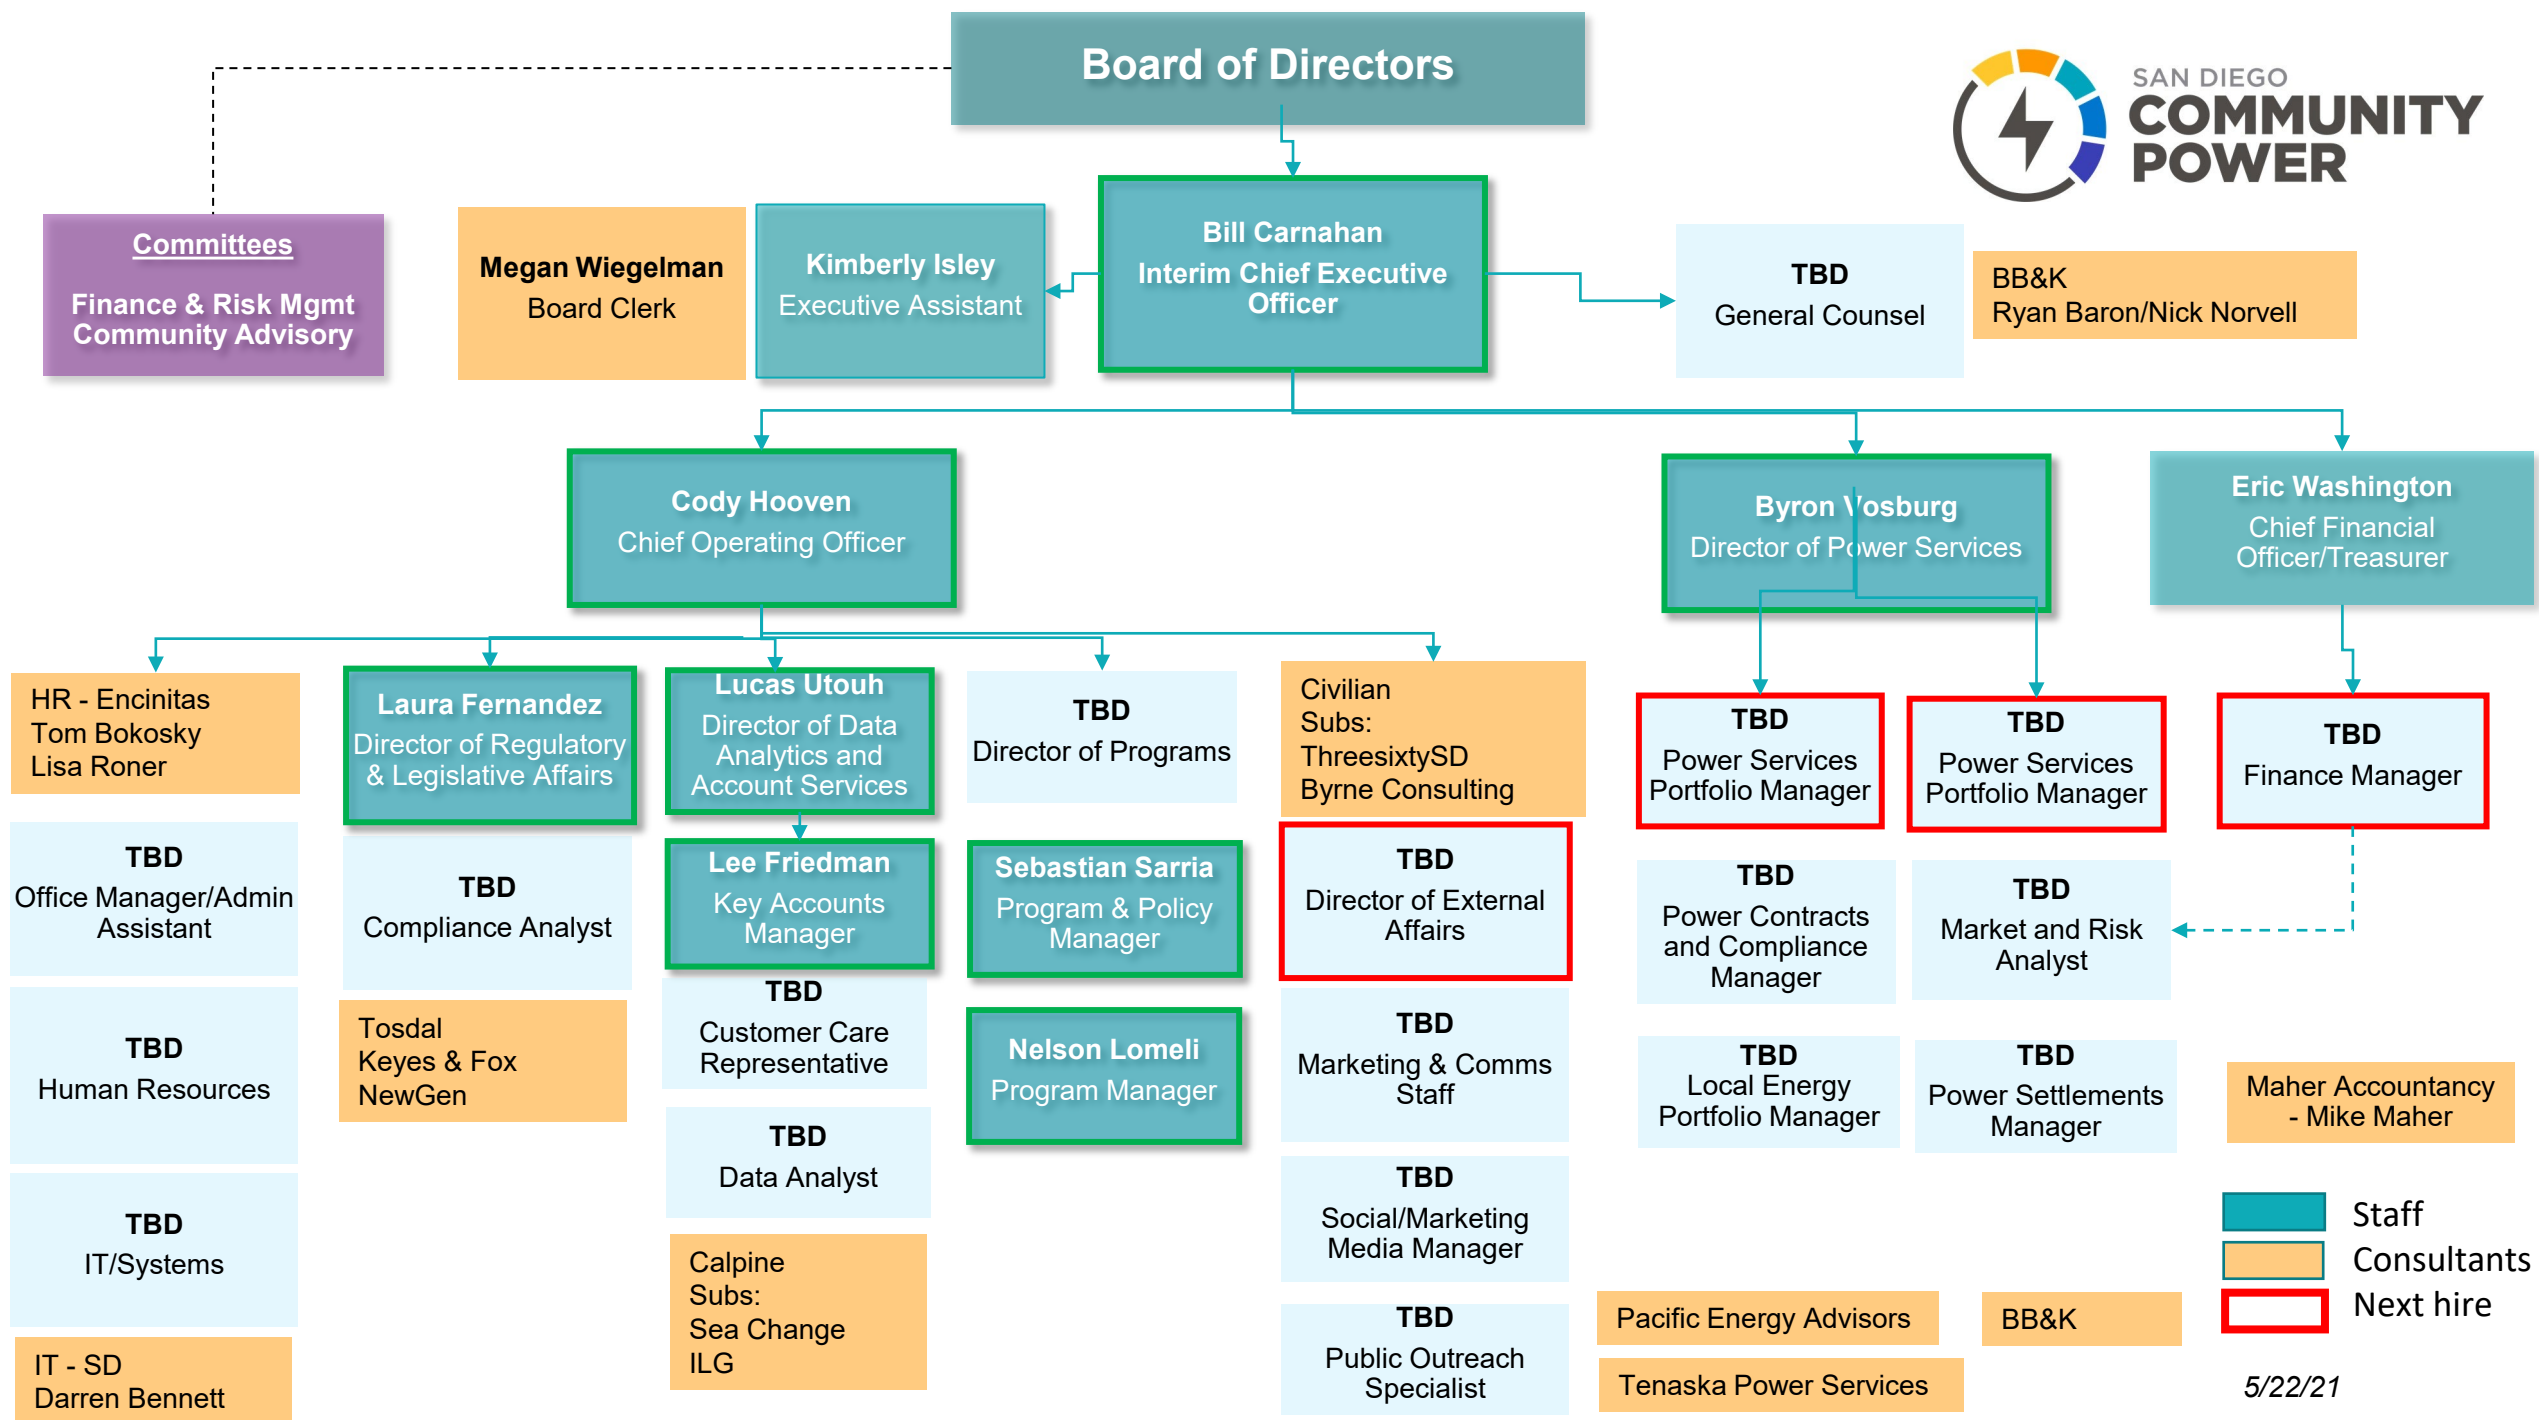 Board of Directors
SAN DIEGO
COMMUNITY
POWER
Committees
Finance & Risk Mgmt
Community Advisory
Megan Wiegelman
Board Clerk
Kimberly Isley
Executive Assistant
Bill Carnahan
Interim Chief Executive
Officer
TBD
General Counsel
BB&K
Ryan Baron/Nick Norvell
Cody Hooven
Chief Operating Officer
Byron Vosburg
Director of Power Services
Eric Washington
Chief Financial
Officer/Treasurer
HR - Encinitas
Tom Bokosky
Lisa Roner
TBD
Office Manager/Admin
Assistant
TBD
Human Resources
TBD
IT/Systems
IT - SD
Darren Bennett
Laura Fernandez
Director of Regulatory
& Legislative Affairs
TBD
Compliance Analyst
Tosdal
Keyes & Fox
NewGen
Lucas Utouh
Director of Data
Analytics and
Account Services
Lee Friedman
Key Accounts
Manager
TBD
Customer Care
Representative
TBD
Data Analyst
Calpine
Subs:
Sea Change
ILG
TBD
Director of Programs
Sebastian Sarria
Program & Policy
Manager
Nelson Lomeli
Program Manager
Civilian
Subs:
ThreesixtySD
Byrne Consulting
TBD
Director of External
Affairs
TBD
Marketing & Comms
Staff
TBD
Social/Marketing
Media Manager
TBD
Public Outreach
Specialist
TBD
Power Services
Portfolio Manager
TBD
Power Contracts
and Compliance
Manager
TBD
Local Energy
Portfolio Manager
TBD
Power Services
Portfolio Manager
TBD
Market and Risk
Analyst
TBD
Power Settlements
Manager
Pacific Energy Advisors
BB&K
Tenaska Power Services
TBD
Finance Manager
Maher Accountancy
- Mike Maher
Staff
Consultants
Next hire
5/22/21